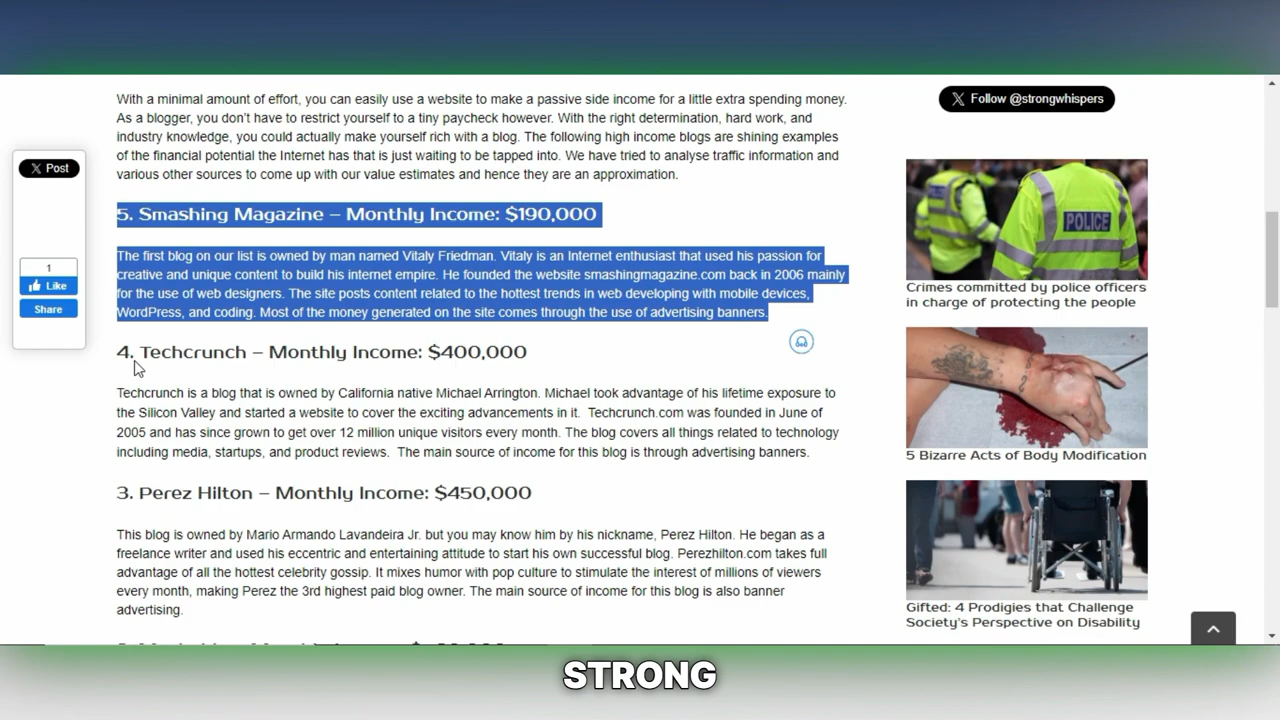 With a minimal amount of effort, you can easily use a website to make a passive side income for a little extra spending money.
As a blogger, you don't have to restrict yourself to a tiny paycheck however. With the right determination, hard work, and
industry knowledge, you could actually make yourself rich with a blog. The following high income blogs are shining examples
of the financial potential the Internet has that is just waiting to be tapped into. We have tried to analyse traffic information and
various other sources to come up with our value estimates and hence they are an approximation.
5. Smashing Magazine – Monthly Income: $190,000
The first blog on our list is owned by man named Vitaly Friedman. Vitaly is an Internet enthusiast that used his passion for
creative and unique content to build his internet empire. He founded the website smashingmagazine.com back in 2006 mainly
for the use of web designers. The site posts content related to the hottest trends in web developing with mobile devices,
WordPress, and coding. Most of the money generated on the site comes through the use of advertising banners.
4. Techcrunch – Monthly Income: $400,000
Techcrunch is a blog that is owned by California native Michael Arrington. Michael took advantage of his lifetime exposure to
the Silicon Valley and started a website to cover the exciting advancements in it. Techcrunch.com was founded in June of
2005 and has since grown to get over 12 million unique visitors every month. The blog covers all things related to technology
including media, startups, and product reviews. The main source of income for this blog is through advertising banners.
3. Perez Hilton – Monthly Income: $450,000
This blog is owned by Mario Armando Lavandeira Jr. but you may know him by his nickname, Perez Hilton. He began as a
freelance writer and used his eccentric and entertaining attitude to start his own successful blog. Perezhilton.com takes full
advantage of all the hottest celebrity gossip. It mixes humor with pop culture to stimulate the interest of millions of viewers
every month, making Perez the 3rd highest paid blog owner. The main source of income for this blog is also banner
advertising.
X Post
1
Like
Share
X Follow @strongwhispers
POLICE
Crimes committed by police officers
in charge of protecting the people
5 Bizarre Acts of Body Modification
Gifted: 4 Prodigies that Challenge
Society's Perspective on Disability
STRONG